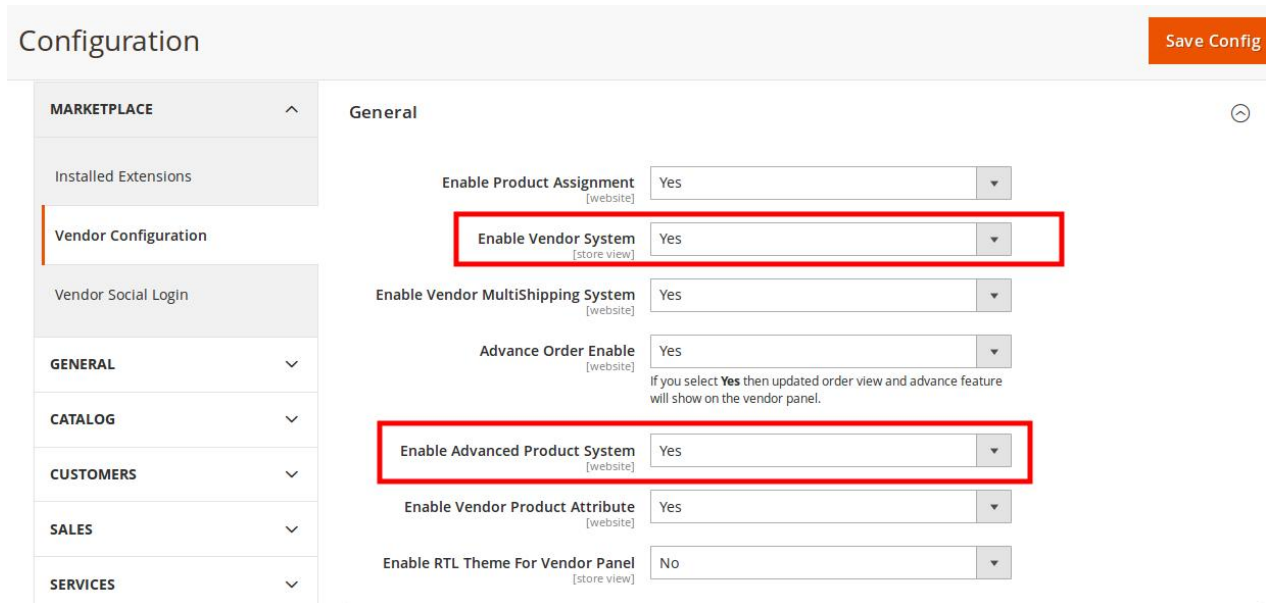 Configuration
Save Config
MARKETPLACE
Installed Extensions
Vendor Configuration
Vendor Social Login
GENERAL
CATALOG
CUSTOMERS
SALES
SERVICES
General
Enable Product Assignment Yes
[website]
Enable Vendor System Yes
[store view]
Enable Vendor MultiShipping System Yes
[website]
Advance Order Enable Yes
[website]
If you select Yes then updated order view and advance feature
will show on the vendor panel.
Enable Advanced Product System Yes
[website]
Enable Vendor Product Attribute Yes
[website]
Enable RTL Theme For Vendor Panel No
[store view]